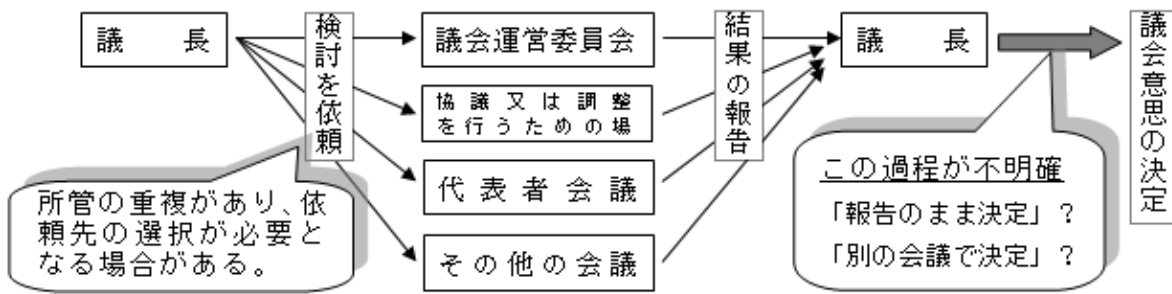 議長
検討を依頼
議会運営委員会
協議又は調整
を行うための場
代表者会議
その他の会議
結果の報告
議長
議会意思の決定
所管の重複があり、依
頼先の選択が必要と
なる場合がある。
この過程が不明確
「報告のまま決定」？
「別の会議で決定」？